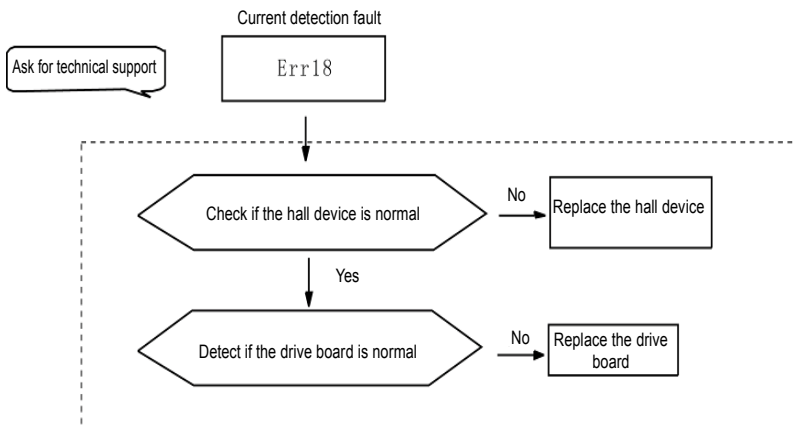 Current detection fault
Ask for technical support
Err18
Check if the hall device is normal
No
Replace the hall device
Yes
Detect if the drive board is normal
No
Replace the drive
board